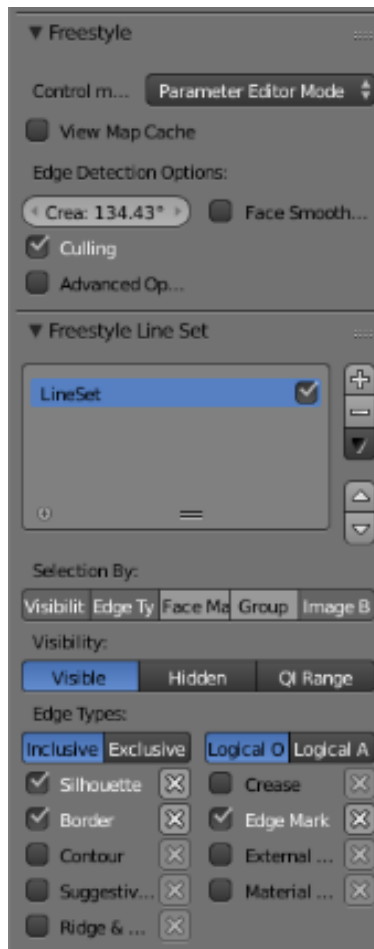 Freestyle
Control m... Parameter Editor Mode
View Map Cache
Edge Detection Options:
Crea: 134.43° Face Smooth...
Culling
Advanced Op...
Freestyle Line Set
LineSet
Selection By:
Visibilit Edge Ty Face Ma Group Image B
Visibility:
Visible Hidden QI Range
Edge Types:
Inclusive Exclusive Logical O Logical A
Silhouette Crease
Border Edge Mark
Contour External ...
Suggestiv... Material ...
Ridge & ...